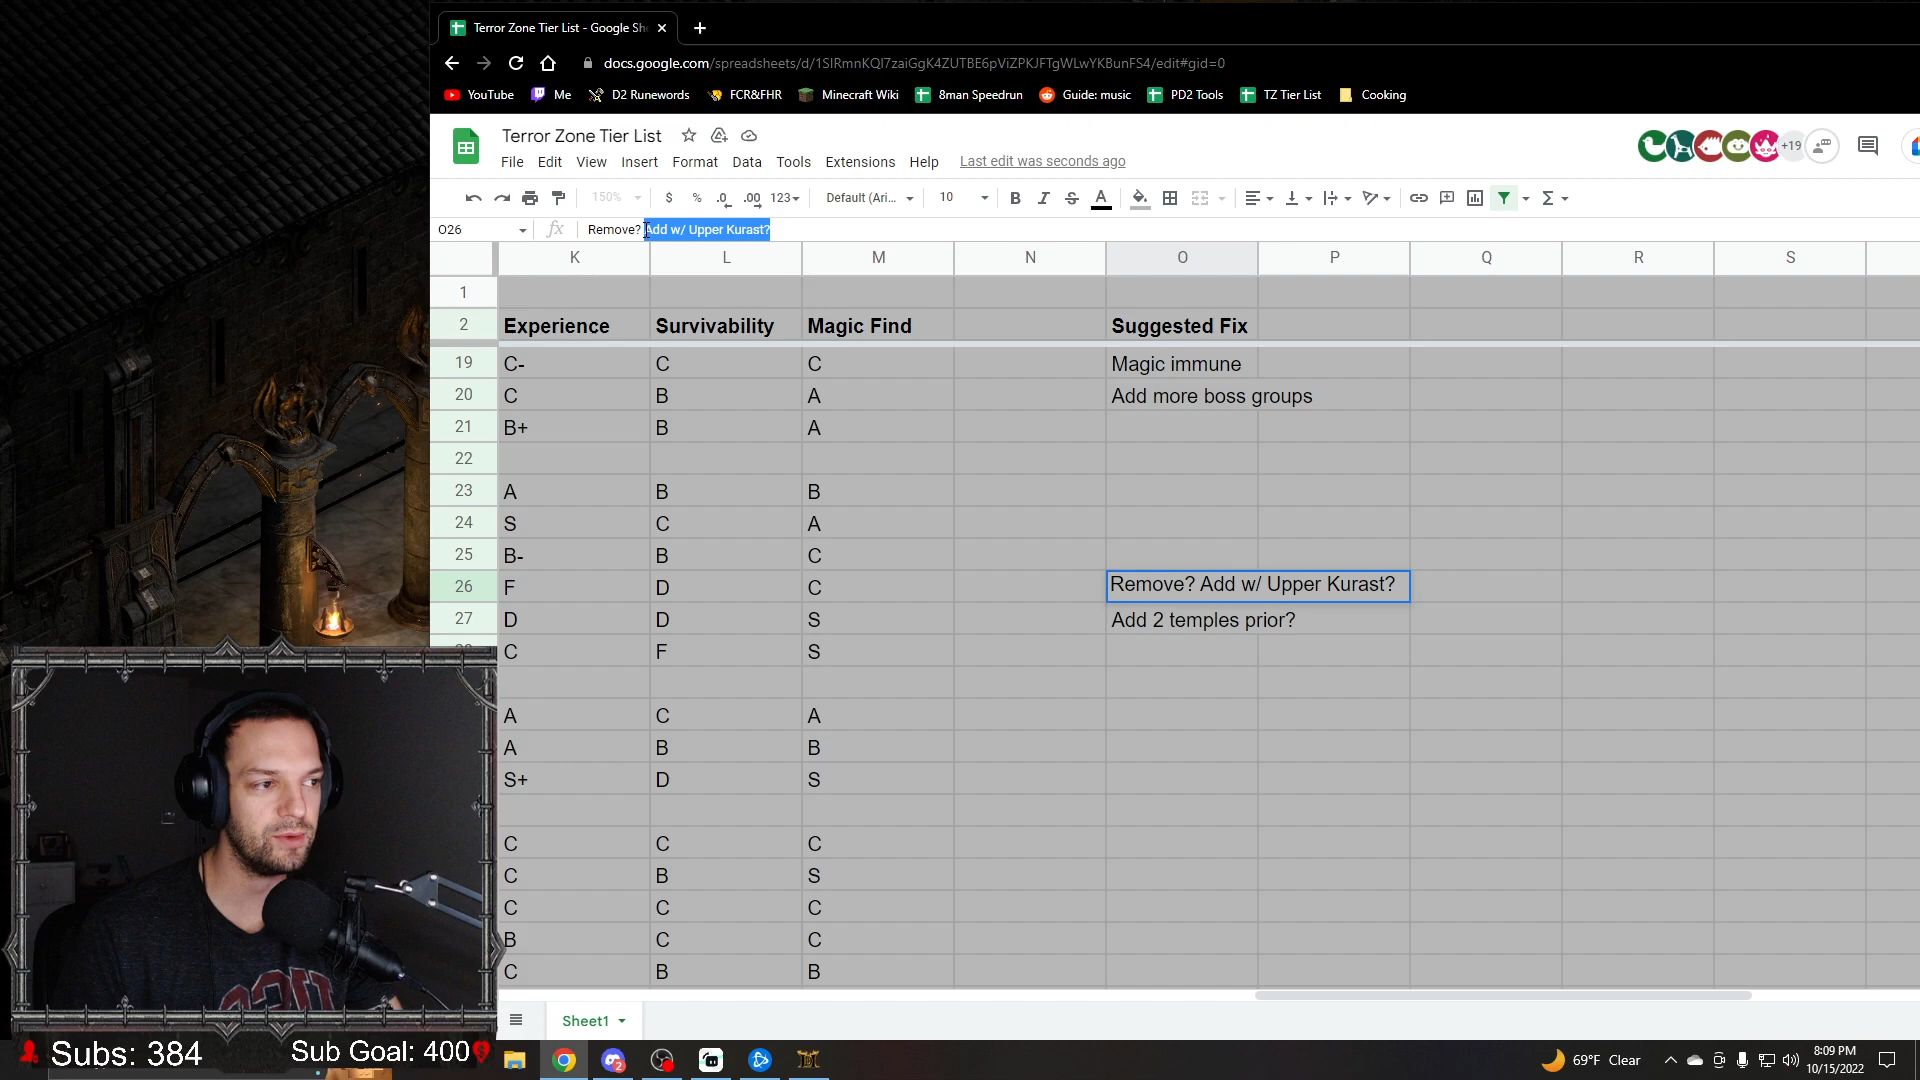 Terror Zone Tier List - Google Sh
docs.google.com/spreadsheets/d/1SIRmnKQI7zaiGgK4ZUTBE6pViZPKJFTgWLwYKBunFS4/edit#gid=0
YouTube Me D2 Runewords FCR&FHR Minecraft Wiki 8man Speedrun Guide: music PD2 Tools TZ Tier List Cooking
Terror Zone Tier List
+19
File Edit View Insert Format Data Tools Extensions Help Last edit was seconds ago
150% $ % .0 .00 123 Default (Ari... 10 B I S A Σ
O26 fx Remove? Add w/ Upper Kurast?
K L M N O P Q R S
1
2 Experience Survivability Magic Find Suggested Fix
19 C- C C Magic immune
20 C B A Add more boss groups
21 B+ B A
22
23 A B B
24 S C A
25 B- B C
26 F D C Remove? Add w/ Upper Kurast?
27 D D S Add 2 temples prior?
C F S
A C A
A B B
S+ D S
C C C
C B S
C C C
B C C
C B B
Sheet1
Subs: 384 Sub Goal: 400
2
69°F Clear
8:09 PM
10/15/2022